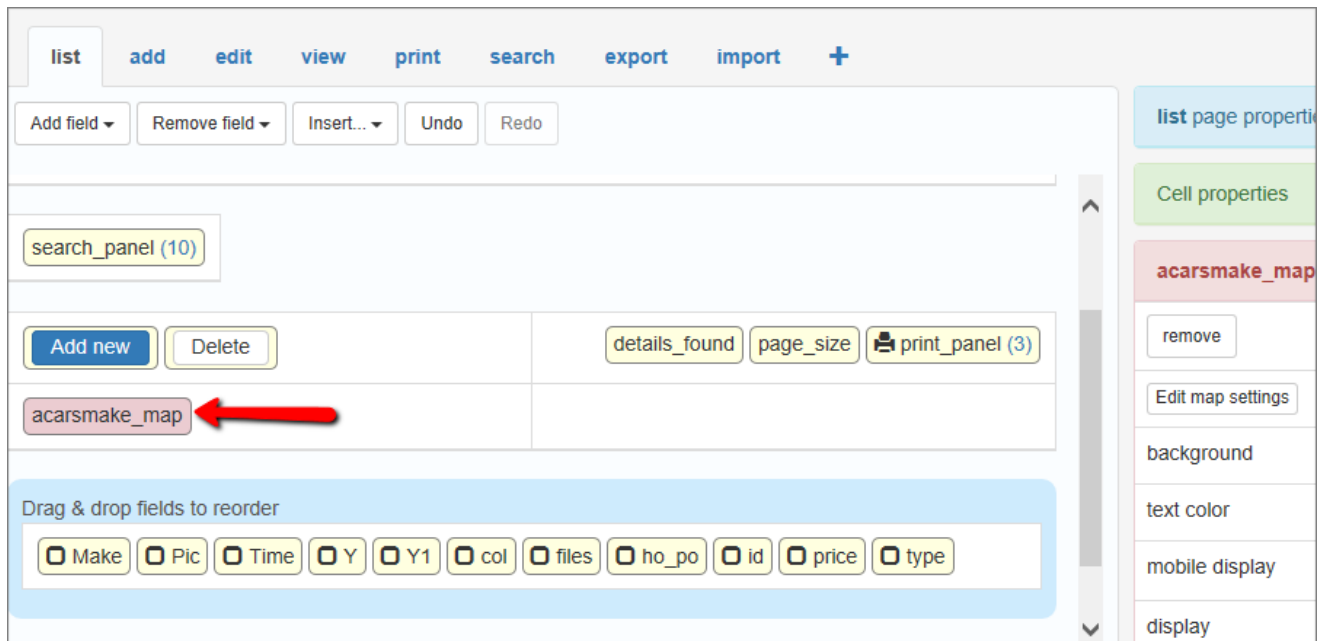 list add edit view print search export import +
Add field Remove field Insert... Undo Redo
list page properti
Cell properties
search_panel (10)
acarsmake_map
remove
Add new Delete details_found page_size print_panel (3)
Edit map settings
acarsmake_map
background
Drag & drop fields to reorder
text color
Make Pic Time Y Y1 col files ho_po id price type
mobile display
display